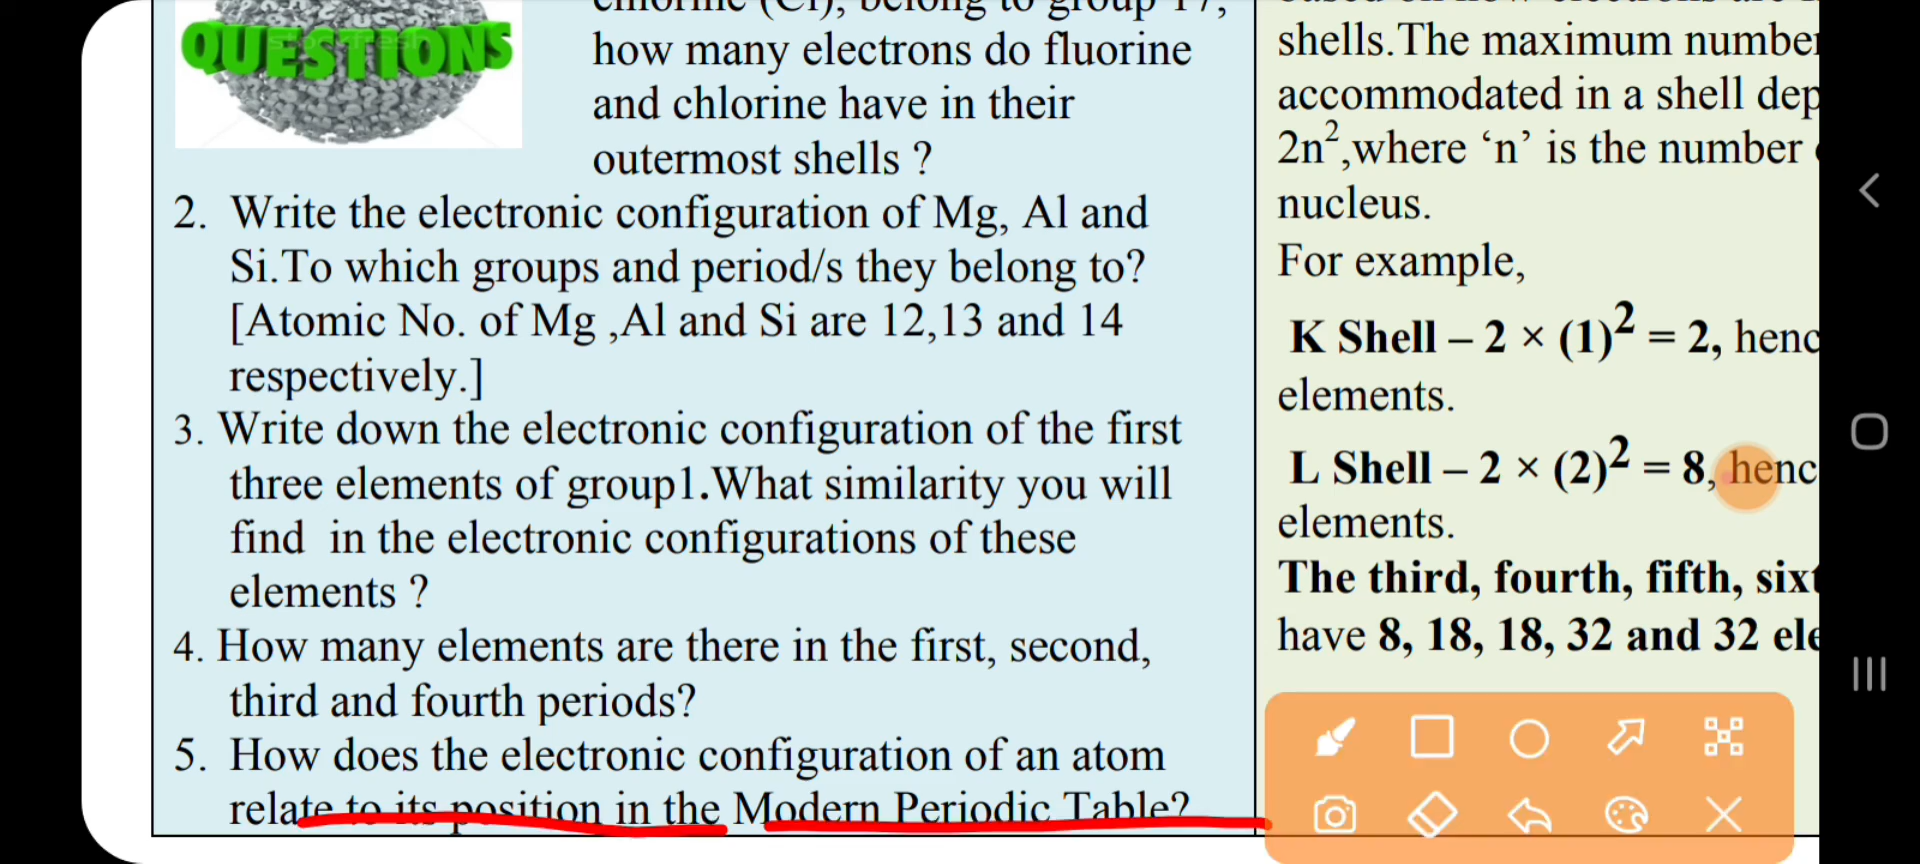 QUESTIONS
how many electrons do fluorine
and chlorine have in their
outermost shells ?
2. Write the electronic configuration of Mg, Al and
Si.To which groups and period/s they belong to?
[Atomic No. of Mg ,Al and Si are 12,13 and 14
respectively.]
3. Write down the electronic configuration of the first
three elements of group1.What similarity you will
find in the electronic configurations of these
elements ?
4. How many elements are there in the first, second,
third and fourth periods?
5. How does the electronic configuration of an atom
relate to its position in the Modern Periodic Table?
shells.The maximum number
accommodated in a shell dep
2n²,where ‘n’ is the number
nucleus.
For example,
K Shell – 2 × (1)² = 2, henc
elements.
L Shell – 2 × (2)² = 8, henc
elements.
The third, fourth, fifth, sixt
have 8, 18, 18, 32 and 32 ele